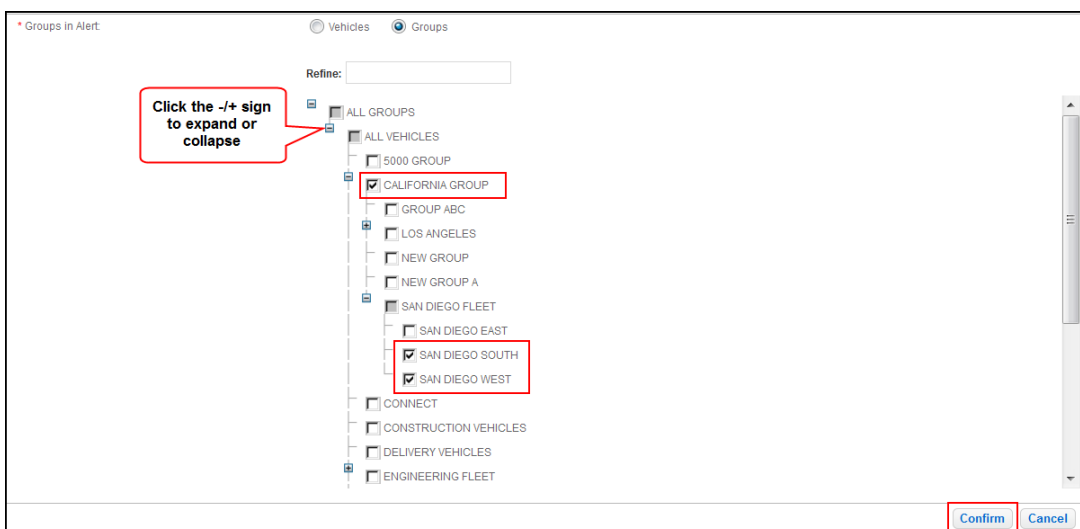 * Groups in Alert: Vehicles Groups
Refine:
Click the -/+ sign
to expand or
collapse
ALL GROUPS
ALL VEHICLES
5000 GROUP
CALIFORNIA GROUP
GROUP ABC
LOS ANGELES
NEW GROUP
NEW GROUP A
SAN DIEGO FLEET
SAN DIEGO EAST
SAN DIEGO SOUTH
SAN DIEGO WEST
CONNECT
CONSTRUCTION VEHICLES
DELIVERY VEHICLES
ENGINEERING FLEET
Confirm Cancel